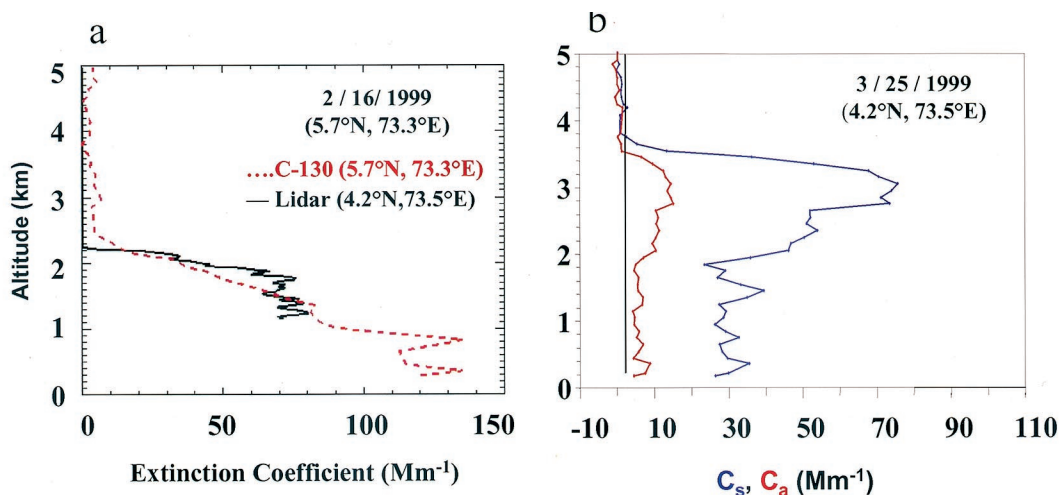 a
5
4
3
2
1
0
Altitude (km)
2 / 16/ 1999
(5.7°N, 73.3°E)
....C-130 (5.7°N, 73.3°E)
— Lidar (4.2°N,73.5°E)
0 50 100 150
Extinction Coefficient (Mm⁻¹)
b
5
4
3
2
1
0
3 / 25 / 1999
(4.2°N, 73.5°E)
-10 10 30 50 70 90 110
Cs, Ca (Mm⁻¹)